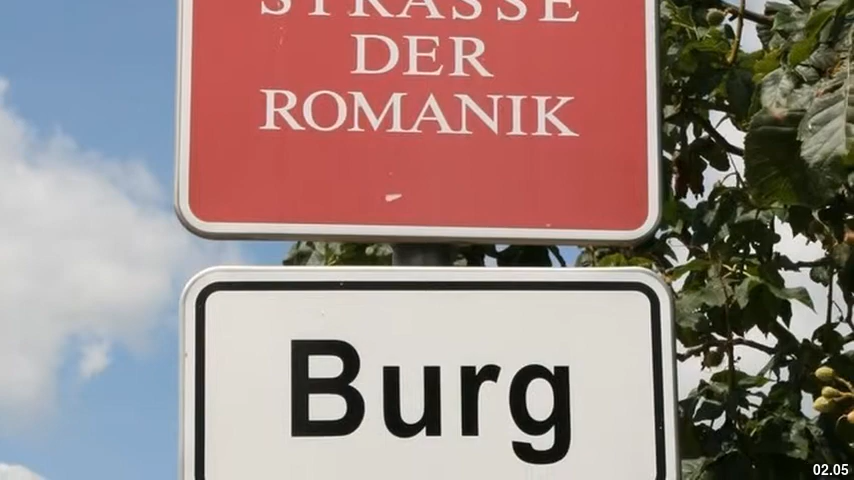 STRASSE
DER
ROMANIK
Burg
02.05